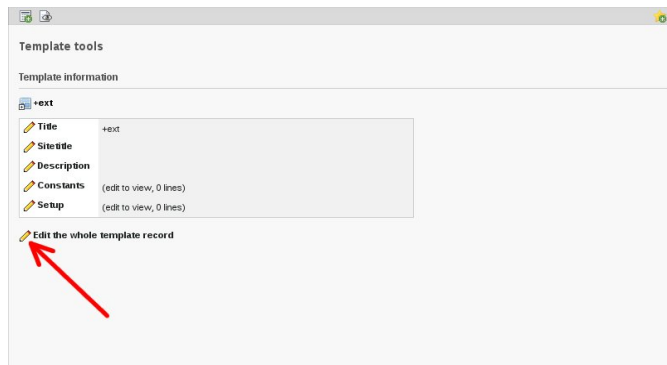 Template tools
Template information
+ext
Title +ext
Sitetitle
Description
Constants (edit to view, 0 lines)
Setup (edit to view, 0 lines)
Edit the whole template record